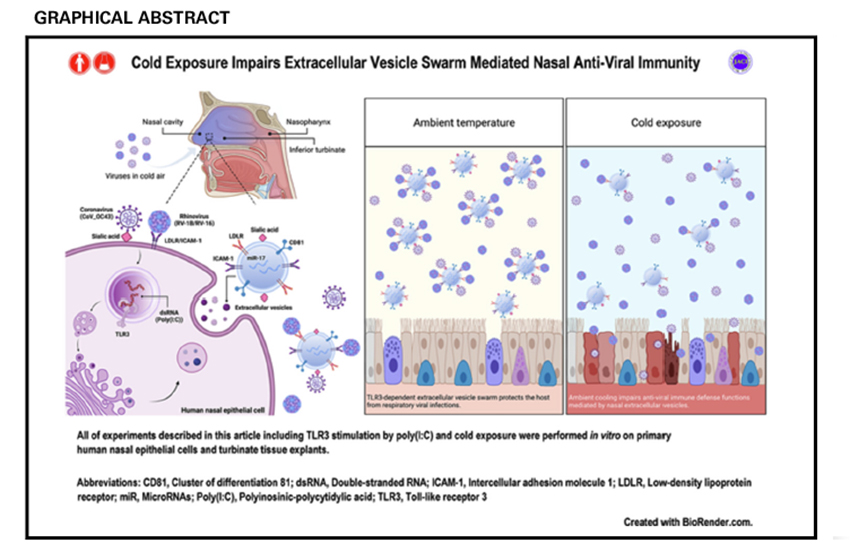 GRAPHICAL ABSTRACT
Cold Exposure Impairs Extracellular Vesicle Swarm Mediated Nasal Anti-Viral Immunity
Nasal cavity
Nasopharynx
Inferior turbinate
Viruses in cold air
Coronavirus
(CoV_OC43)
Rhinovirus
(RV-1B/RV-16)
Sialic acid
LDLR/ICAM-1
LDLR
Sialic acid
CD81
ICAM-1
miR-17
Extracellular vesicles
dsRNA
(Poly(I:C))
TLR3
Human nasal epithelial cell
Ambient temperature
TLR3-dependent extracellular vesicle swarm protects the host
from respiratory viral infections.
Cold exposure
Ambient cooling impairs anti-viral immune defense functions
mediated by nasal extracellular vesicles.
All of experiments described in this article including TLR3 stimulation by poly(I:C) and cold exposure were performed in vitro on primary
human nasal epithelial cells and turbinate tissue explants.
Abbreviations: CD81, Cluster of differentiation 81; dsRNA, Double-stranded RNA; ICAM-1, Intercellular adhesion molecule 1; LDLR, Low-density lipoprotein
receptor; miR, MicroRNAs; Poly(I:C), Polyinosinic-polycytidylic acid; TLR3, Toll-like receptor 3
Created with BioRender.com.